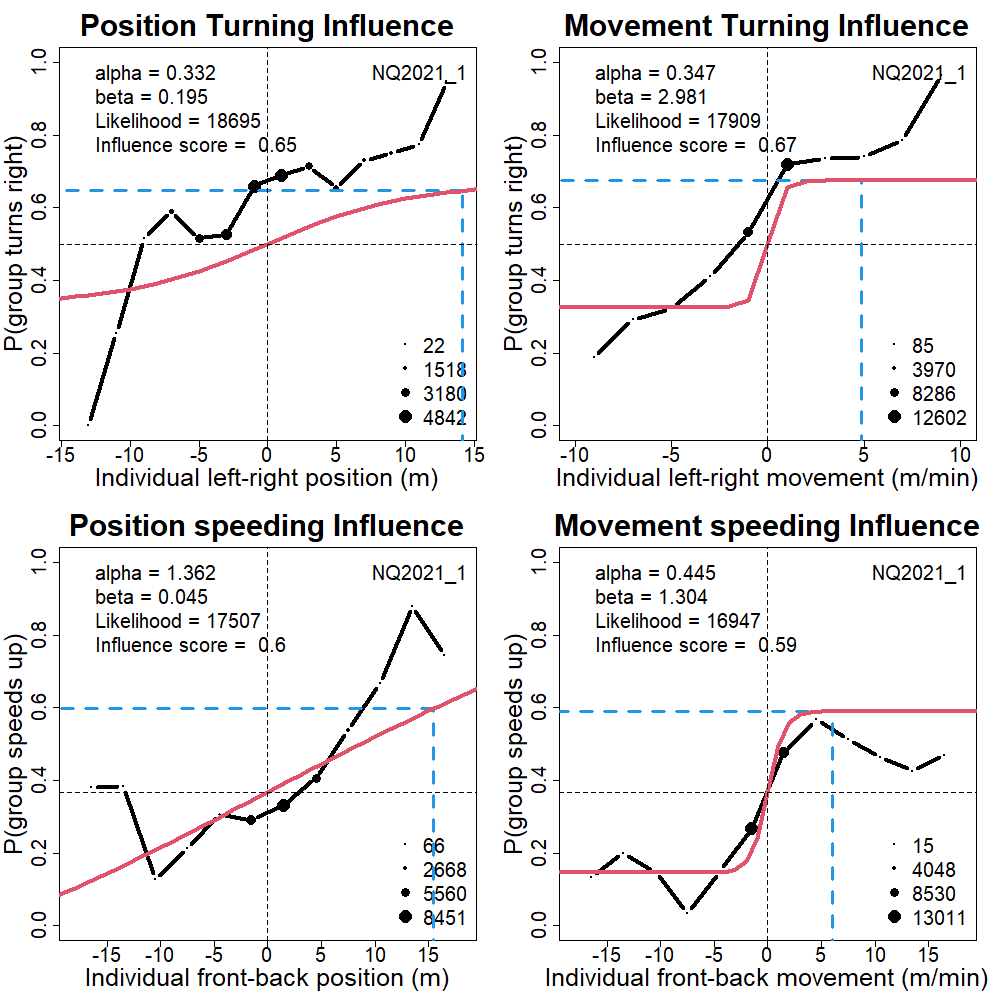 Position Turning Influence
alpha = 0.332
NQ2021_1
beta = 0.195
Likelihood = 18695
Influence score = 0.65
P(group turns right)
0.0
0.2
0.4
0.6
0.8
1.0
22
1518
3180
4842
-15
-10
-5
0
5
10
15
Individual left-right position (m)
Movement Turning Influence
alpha = 0.347
NQ2021_1
beta = 2.981
Likelihood = 17909
Influence score = 0.67
P(group turns right)
0.0
0.2
0.4
0.6
0.8
1.0
85
3970
8286
12602
-10
-5
0
5
10
Individual left-right movement (m/min)
Position speeding Influence
alpha = 1.362
NQ2021_1
beta = 0.045
Likelihood = 17507
Influence score = 0.6
P(group speeds up)
0.0
0.2
0.4
0.6
0.8
1.0
66
2668
5560
8451
-10
-5
0
5
10
15
Individual front-back position (m)
Movement speeding Influence
alpha = 0.445
NQ2021_1
beta = 1.304
Likelihood = 16947
Influence score = 0.59
P(group speeds up)
0.0
0.2
0.4
0.6
0.8
1.0
15
4048
8530
13011
-15
-10
-5
0
5
10
15
Individual front-back movement (m/min)